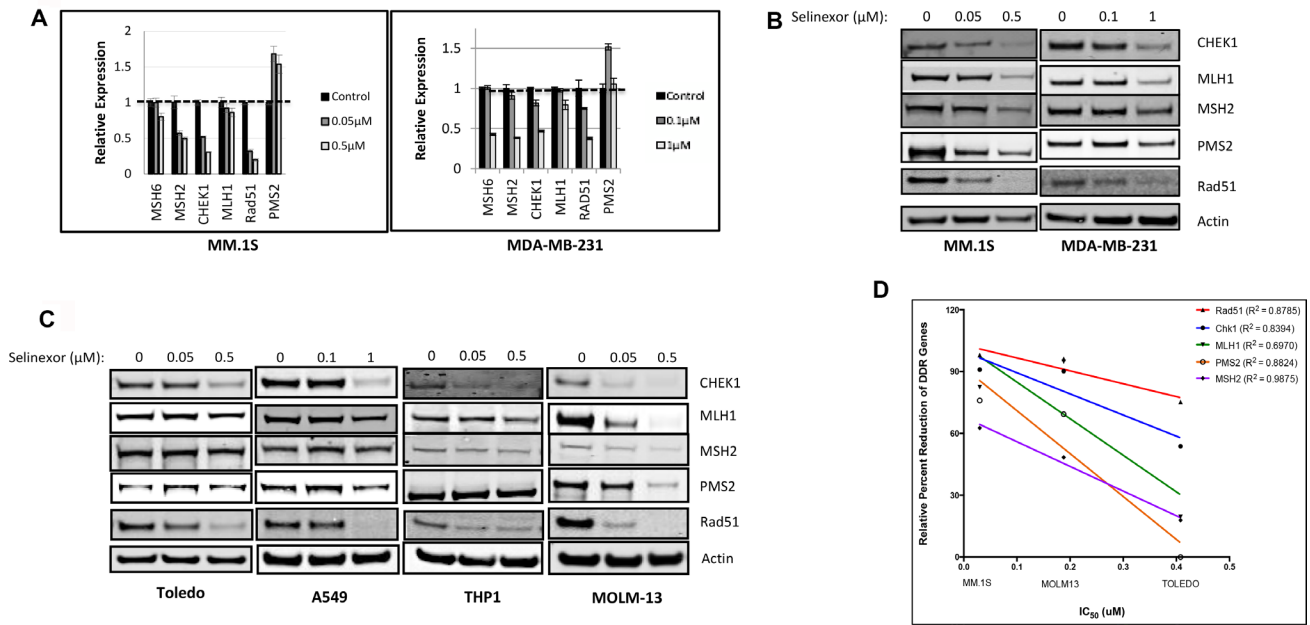 A
Relative Expression
2
1.5
1
0.5
0
Control
0.05µM
0.5µM
MSH6
MSH2
CHEK1
MLH1
Rad51
PMS2
MM.1S
Relative Expression
1.5
1
0.5
0
Control
0.1µM
1µM
MSH6
MSH2
CHEK1
MLH1
RAD51
PMS2
MDA-MB-231
B
Selinexor (µM): 0 0.05 0.5 0 0.1 1
CHEK1
MLH1
MSH2
PMS2
Rad51
Actin
MM.1S MDA-MB-231
C
Selinexor (µM): 0 0.05 0.5 0 0.1 1 0 0.05 0.5 0 0.05 0.5
CHEK1
MLH1
MSH2
PMS2
Rad51
Actin
Toledo A549 THP1 MOLM-13
D
Relative Percent Reduction of DDR Genes
120
90
60
30
0
Rad51 (R² = 0.8785)
Chk1 (R² = 0.8394)
MLH1 (R² = 0.6970)
PMS2 (R² = 0.8824)
MSH2 (R² = 0.9875)
0.0 0.1 0.2 0.3 0.4 0.5
MM.1S MOLM13 TOLEDO
IC₅₀ (uM)